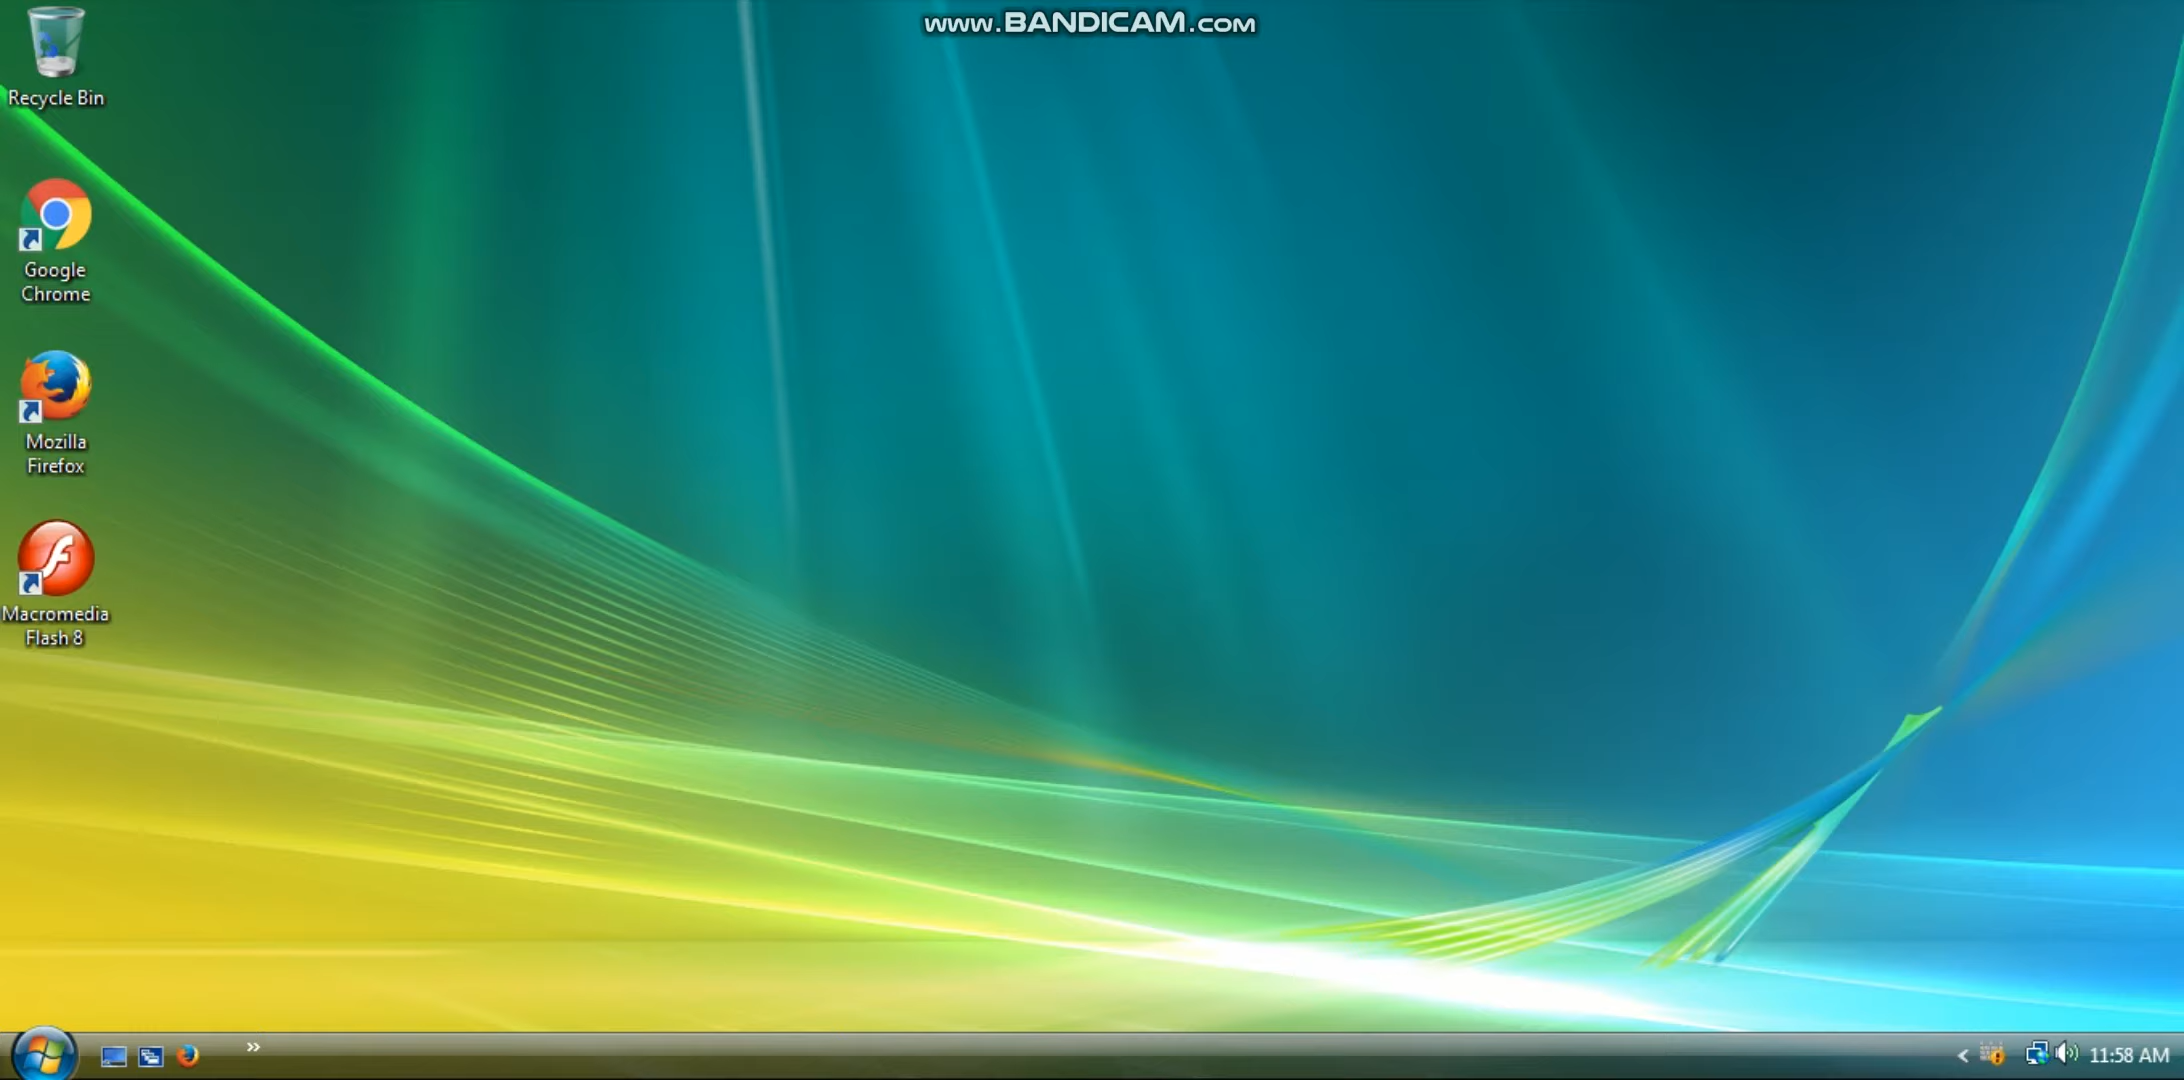 www.BANDICAM.com
Recycle Bin
Google
Chrome
Mozilla
Firefox
Macromedia
Flash 8
11:58 AM